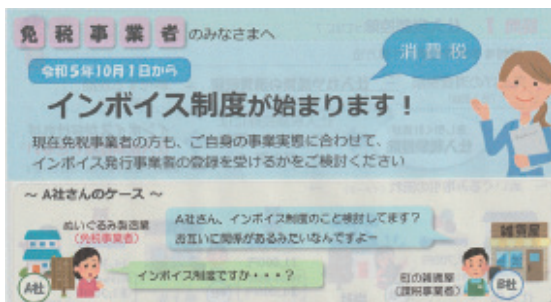 免税事業者のみなさまへ
消費税
令和5年10月1日から
インボイス制度が始まります！
現在免税事業者の方も、ご自身の事業実態に合わせて、
インボイス発行事業者の登録を受けるかをご検討ください
～ A社さんのケース ～
ぬいぐるみ製造業
（免税事業者）
A社さん、インボイス制度のこと検討してます？
お互いに関係があるみたいなんですよー
雑貨屋
A社
インボイス制度ですか・・・？
町の雑貨屋
（課税事業者）
B社